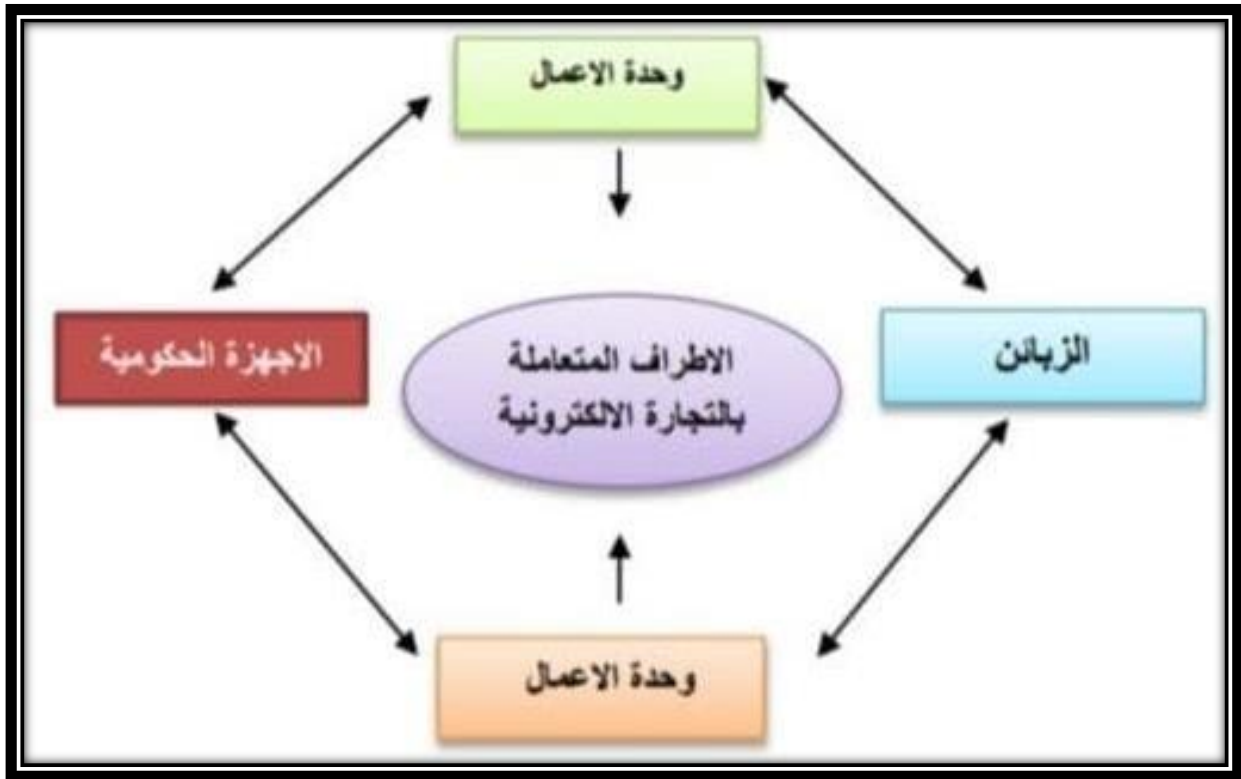 وحدة الاعمال
الزبائن
الاطراف المتعاملة
بالتجارة الالكترونية
الاجهزة الحكومية
وحدة الاعمال